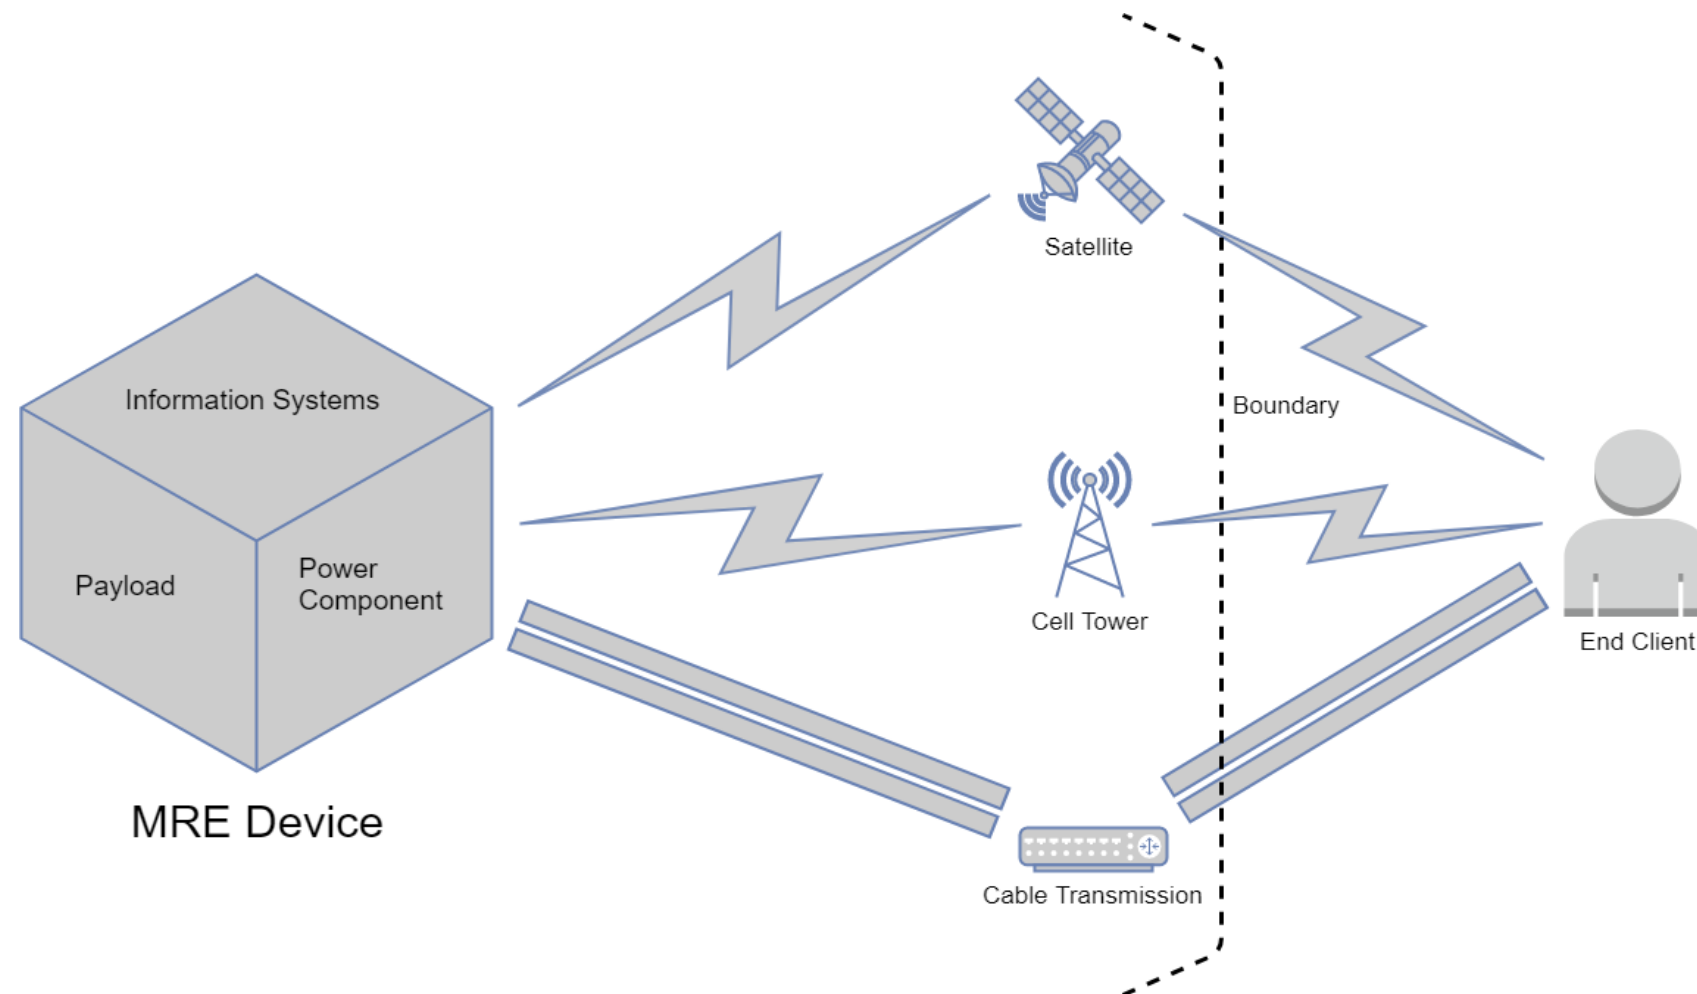 Satellite
Information Systems
Boundary
Payload
Power
Component
Cell Tower
End Client
MRE Device
Cable Transmission